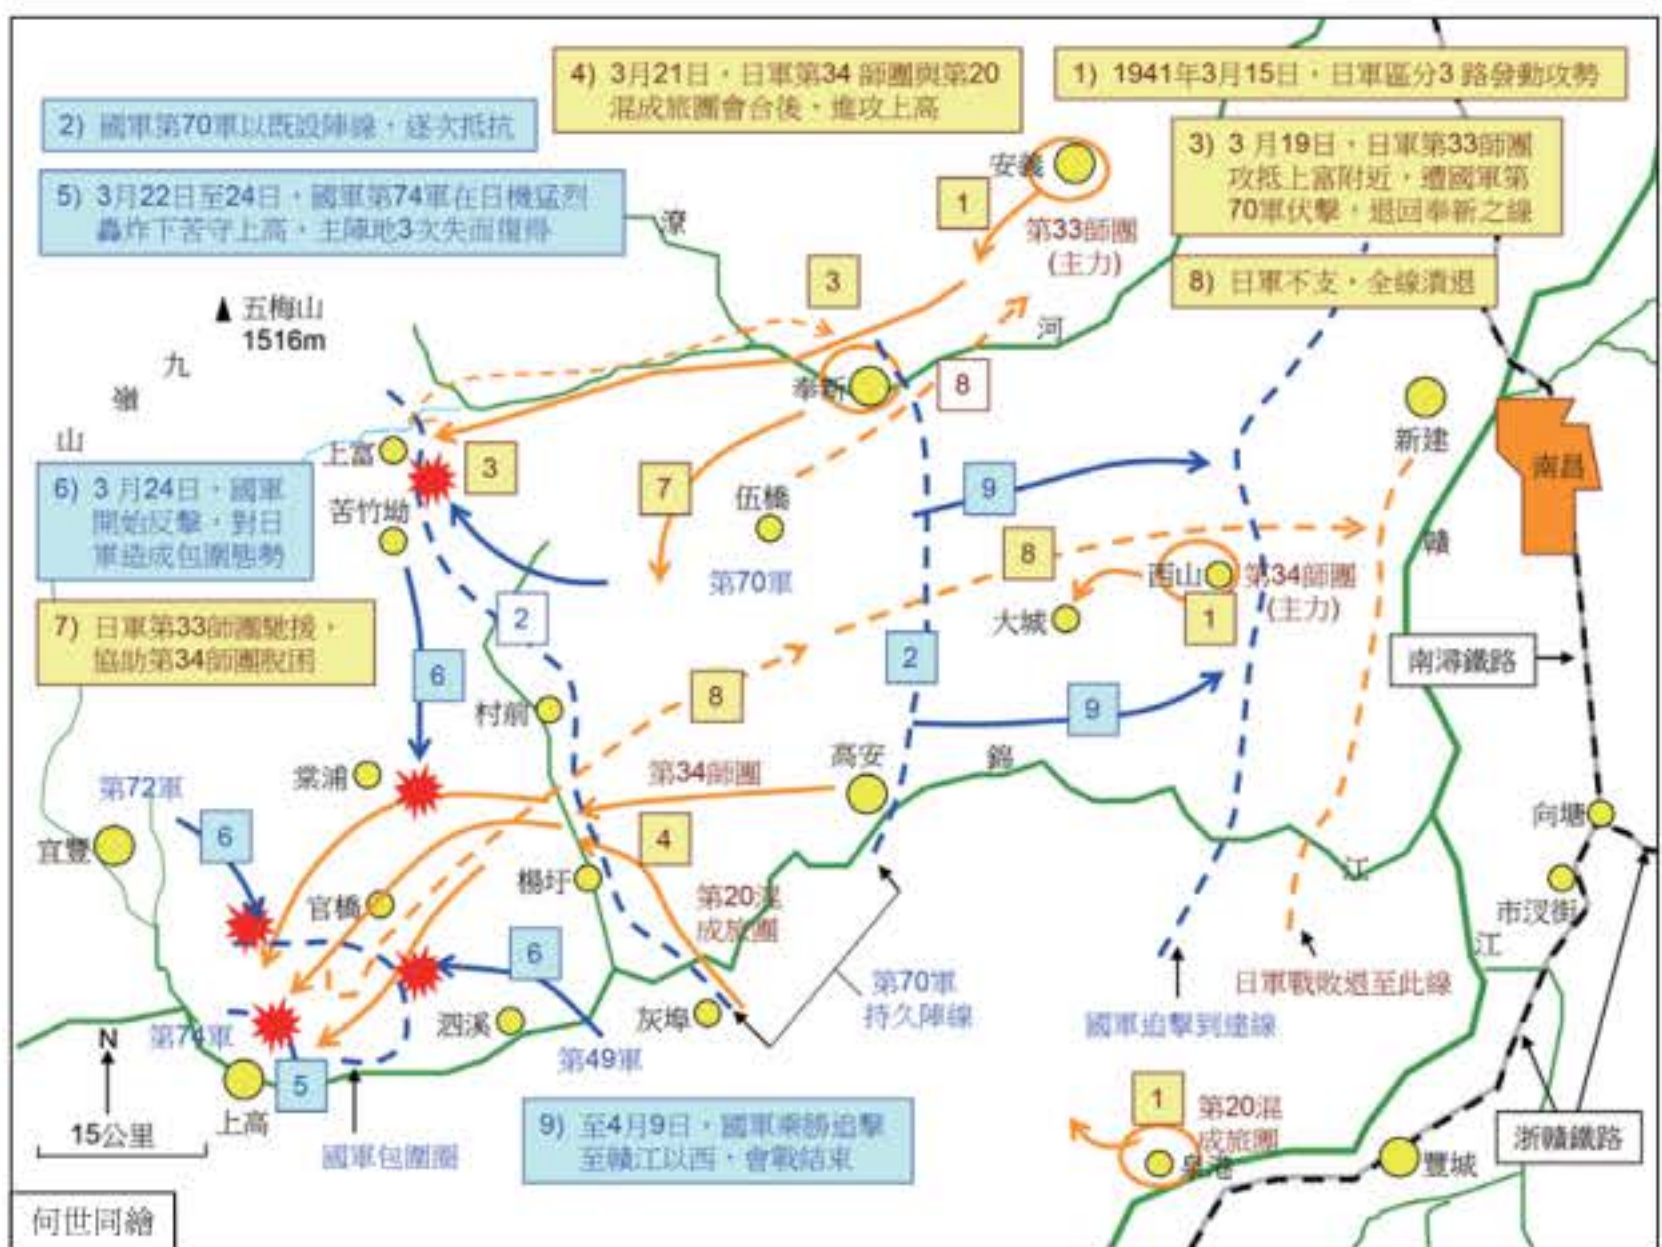 4) 3月21日，日軍第34 師團與第20
混成旅團會合後，進攻上高
1) 1941年3月15日，日軍區分3 路發動攻勢
2) 國軍第70軍以既設陣線，逐次抵抗
3) 3 月19日，日軍第33師團
攻抵上富附近，遭國軍第
70軍伏擊，退回奉新之線
5) 3月22日至24日，國軍第74軍在日機猛烈
轟炸下苦守上高，主陣地3次失而復得
8) 日軍不支，全線潰退
安義
1
第33師團
(主力)
潦
河
3
五梅山
1516m
九
嶺
山
奉新
8
新建
南昌
上富
3
6) 3 月24日，國軍
開始反擊，對日
軍造成包圍態勢
苦竹坳
7
伍橋
9
第70軍
8
西山
第34師團
(主力)
大城
1
贛
7) 日軍第33師團馳援，
協助第34師團脫困
2
2
南潯鐵路
6
8
9
村前
高安
錦
第34師團
棠浦
第72軍
6
4
宜豐
向塘
楊圩
江
官橋
第20混
成旅團
市汊街
江
6
第70軍
持久陣線
日軍戰敗退至此線
國軍追擊到達線
泗溪
灰埠
第74軍
第49軍
N
5
上高
15公里
國軍包圍圈
9) 至4月9日，國軍乘勝追擊
至贛江以西，會戰結束
1
第20混
成旅團
豐城
浙贛鐵路
何世同繪